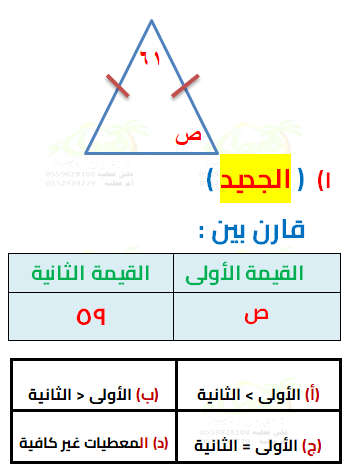 ٦١
ص
١) ( الجديد )
قارن بين :
القيمة الأولى القيمة الثانية
ص ٥٩
(أ) الأولى > الثانية (ب) الأولى < الثانية
(ج) الأولى = الثانية (د) المعطيات غير كافية